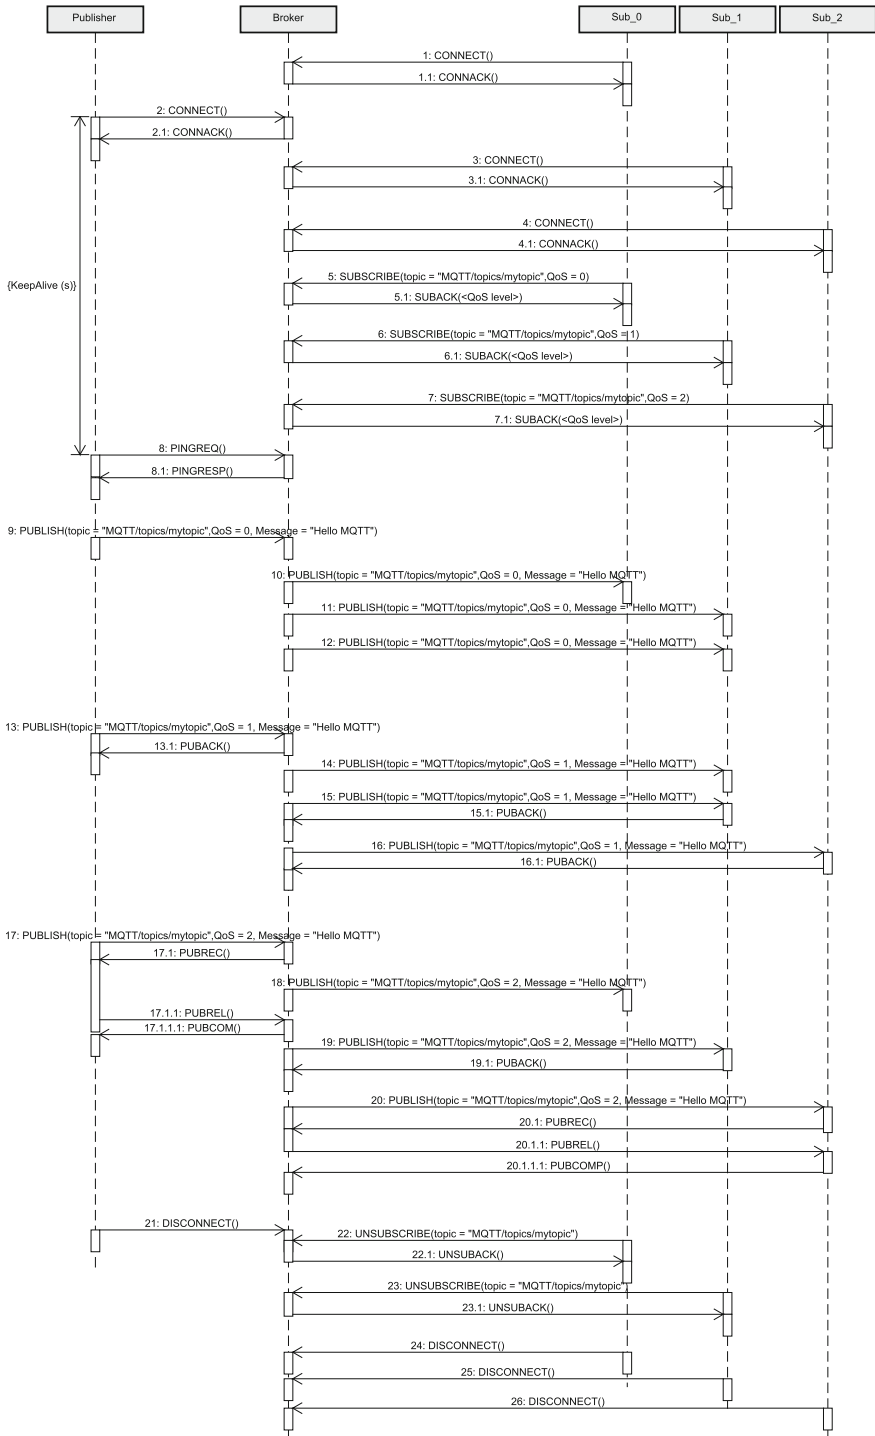 Publisher
Broker
Sub_0
Sub_1
Sub_2
1: CONNECT()
1.1: CONNACK()
2: CONNECT()
2.1: CONNACK()
3: CONNECT()
3.1: CONNACK()
4: CONNECT()
4.1: CONNACK()
{KeepAlive (s)}
5: SUBSCRIBE(topic = "MQTT/topics/mytopic",QoS = 0)
5.1: SUBACK(<QoS level>)
6: SUBSCRIBE(topic = "MQTT/topics/mytopic",QoS = 1)
6.1: SUBACK(<QoS level>)
7: SUBSCRIBE(topic = "MQTT/topics/mytopic",QoS = 2)
7.1: SUBACK(<QoS level>)
8: PINGREQ()
8.1: PINGRESP()
9: PUBLISH(topic = "MQTT/topics/mytopic",QoS = 0, Message = "Hello MQTT")
10: PUBLISH(topic = "MQTT/topics/mytopic",QoS = 0, Message = "Hello MQTT")
11: PUBLISH(topic = "MQTT/topics/mytopic",QoS = 0, Message = "Hello MQTT")
12: PUBLISH(topic = "MQTT/topics/mytopic",QoS = 0, Message = "Hello MQTT")
13: PUBLISH(topic = "MQTT/topics/mytopic",QoS = 1, Message = "Hello MQTT")
13.1: PUBACK()
14: PUBLISH(topic = "MQTT/topics/mytopic",QoS = 1, Message = "Hello MQTT")
15: PUBLISH(topic = "MQTT/topics/mytopic",QoS = 1, Message = "Hello MQTT")
15.1: PUBACK()
16: PUBLISH(topic = "MQTT/topics/mytopic",QoS = 1, Message = "Hello MQTT")
16.1: PUBACK()
17: PUBLISH(topic = "MQTT/topics/mytopic",QoS = 2, Message = "Hello MQTT")
17.1: PUBREC()
18: PUBLISH(topic = "MQTT/topics/mytopic",QoS = 2, Message = "Hello MQTT")
17.1.1: PUBREL()
17.1.1.1: PUBCOM()
19: PUBLISH(topic = "MQTT/topics/mytopic",QoS = 2, Message = "Hello MQTT")
19.1: PUBACK()
20: PUBLISH(topic = "MQTT/topics/mytopic",QoS = 2, Message = "Hello MQTT")
20.1: PUBREC()
20.1.1: PUBREL()
20.1.1.1: PUBCOMP()
21: DISCONNECT()
22: UNSUBSCRIBE(topic = "MQTT/topics/mytopic")
22.1: UNSUBACK()
23: UNSUBSCRIBE(topic = "MQTT/topics/mytopic")
23.1: UNSUBACK()
24: DISCONNECT()
25: DISCONNECT()
26: DISCONNECT()